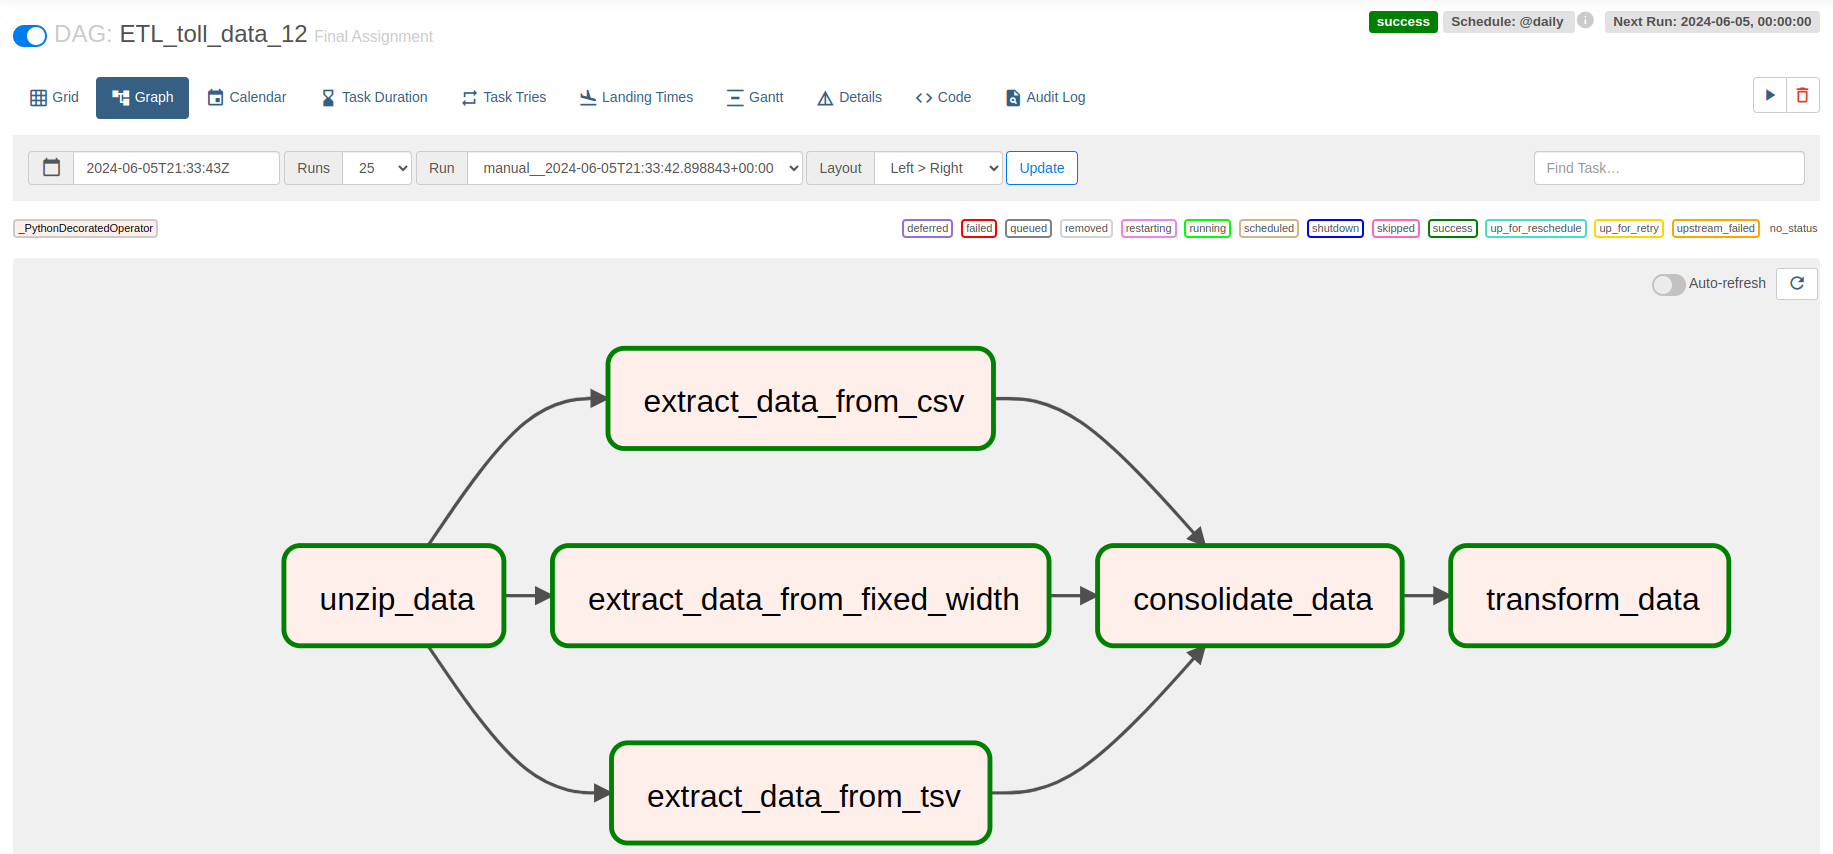 DAG: ETL_toll_data_12 Final Assignment
success Schedule: @daily i Next Run: 2024-06-05, 00:00:00
Grid Graph Calendar Task Duration Task Tries Landing Times Gantt Details Code Audit Log
2024-06-05T21:33:43Z Runs 25 Run manual__2024-06-05T21:33:42.898843+00:00 Layout Left > Right Update Find Task…
_PythonDecoratedOperator deferred failed queued removed restarting running scheduled shutdown skipped success up_for_reschedule up_for_retry upstream_failed no_status
Auto-refresh
extract_data_from_csv
unzip_data extract_data_from_fixed_width consolidate_data transform_data
extract_data_from_tsv